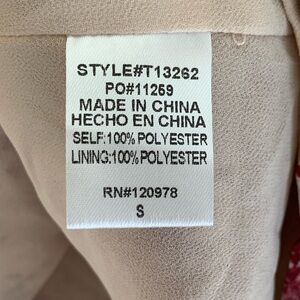 STYLE#T13262
PO#11259
MADE IN CHINA
HECHO EN CHINA
SELF:100% POLYESTER
LINING:100% POLYESTER
RN#120978
S